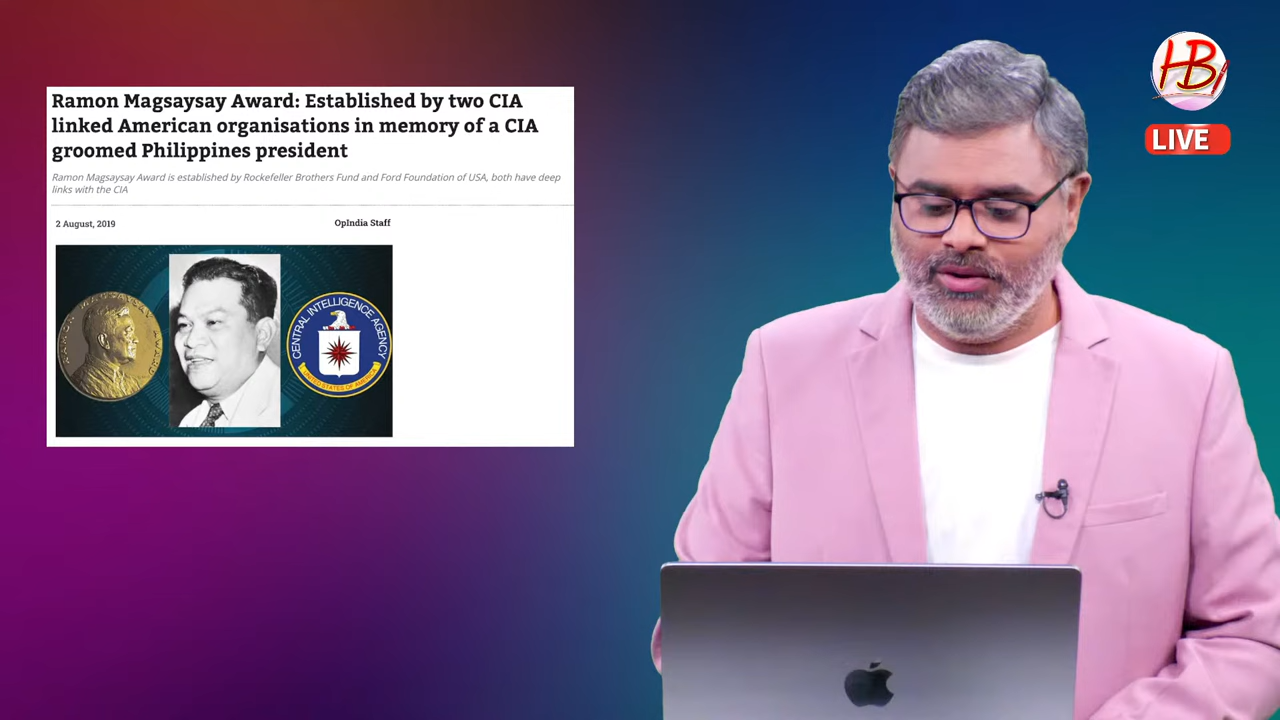 Ramon Magsaysay Award: Established by two CIA
linked American organisations in memory of a CIA
groomed Philippines president
Ramon Magsaysay Award is established by Rockefeller Brothers Fund and Ford Foundation of USA, both have deep
links with the CIA
2 August, 2019
OpIndia Staff
RAMON MAGSAYSAY AWARD
CENTRAL INTELLIGENCE AGENCY
UNITED STATES OF AMERICA
HB
LIVE